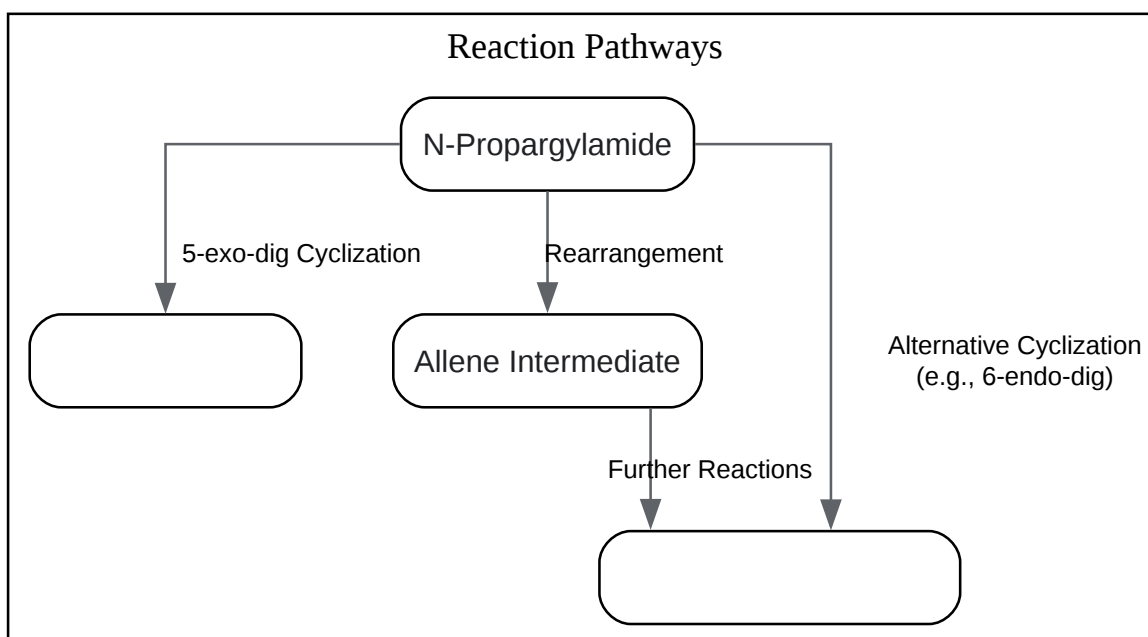 Reaction Pathways
N-Propargylamide
5-exo-dig Cyclization
Rearrangement
Allene Intermediate
Alternative Cyclization
(e.g., 6-endo-dig)
Further Reactions